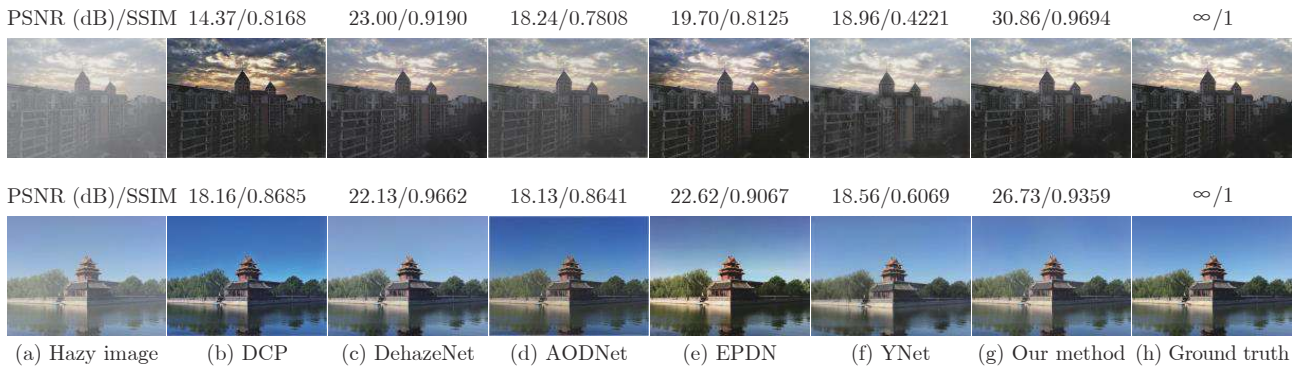 PSNR (dB)/SSIM 14.37/0.8168 23.00/0.9190 18.24/0.7808 19.70/0.8125 18.96/0.4221 30.86/0.9694 ∞/1
PSNR (dB)/SSIM 18.16/0.8685 22.13/0.9662 18.13/0.8641 22.62/0.9067 18.56/0.6069 26.73/0.9359 ∞/1
(a) Hazy image (b) DCP (c) DehazeNet (d) AODNet (e) EPDN (f) YNet (g) Our method (h) Ground truth